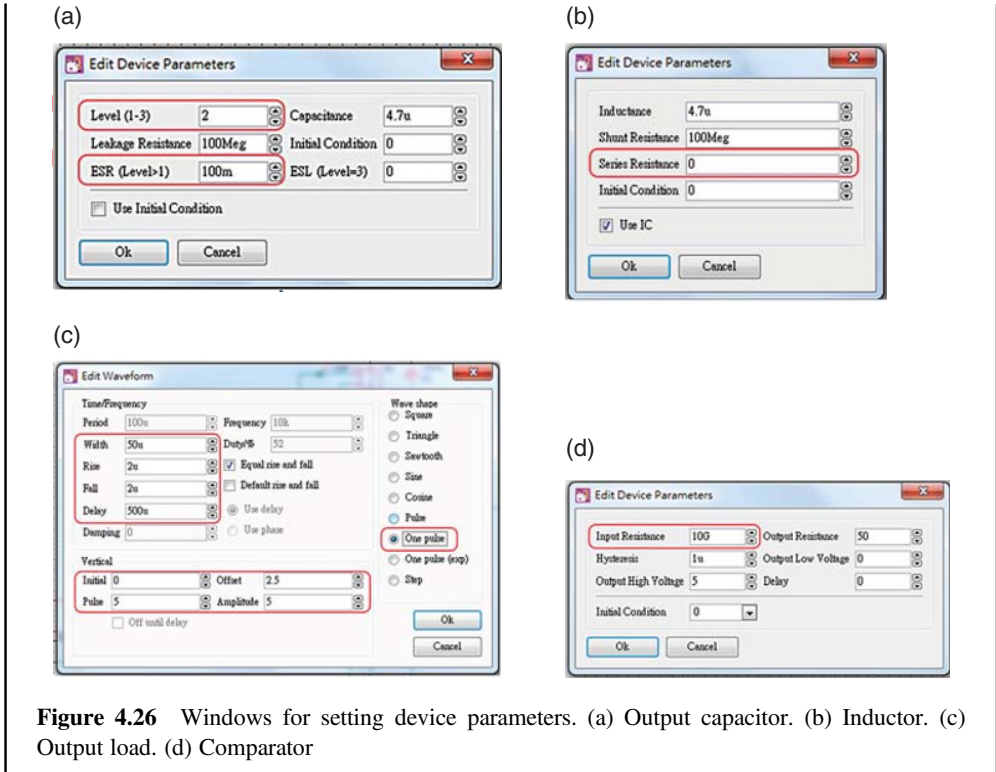 (a)
Edit Device Parameters
Level (1-3) 2 Capacitance 4.7u
Leakage Resistance 100Meg Initial Condition 0
ESR (Level>1) 100m ESL (Level=3) 0
Use Initial Condition
Ok Cancel
(b)
Edit Device Parameters
Inductance 4.7u
Shunt Resistance 100Meg
Series Resistance 0
Initial Condition 0
Use IC
Ok Cancel
(c)
Edit Waveform
Time/Frequency
Period 100u Frequency 10k
Width 50u Duty/% 52
Rise 2u Equal rise and fall
Fall 2u Default rise and fall
Delay 500u Use delay
Damping 0 Use phase
Vertical
Initial 0 Offset 2.5
Pulse 5 Amplitude 5
Off until delay
Wave shape
Square
Triangle
Sawtooth
Sine
Cosine
Pulse
One pulse
One pulse (exp)
Step
Ok
Cancel
(d)
Edit Device Parameters
Input Resistance 10G Output Resistance 50
Hysteresis 1u Output Low Voltage 0
Output High Voltage 5 Delay 0
Initial Condition 0
Ok Cancel
Figure 4.26 Windows for setting device parameters. (a) Output capacitor. (b) Inductor. (c)
Output load. (d) Comparator